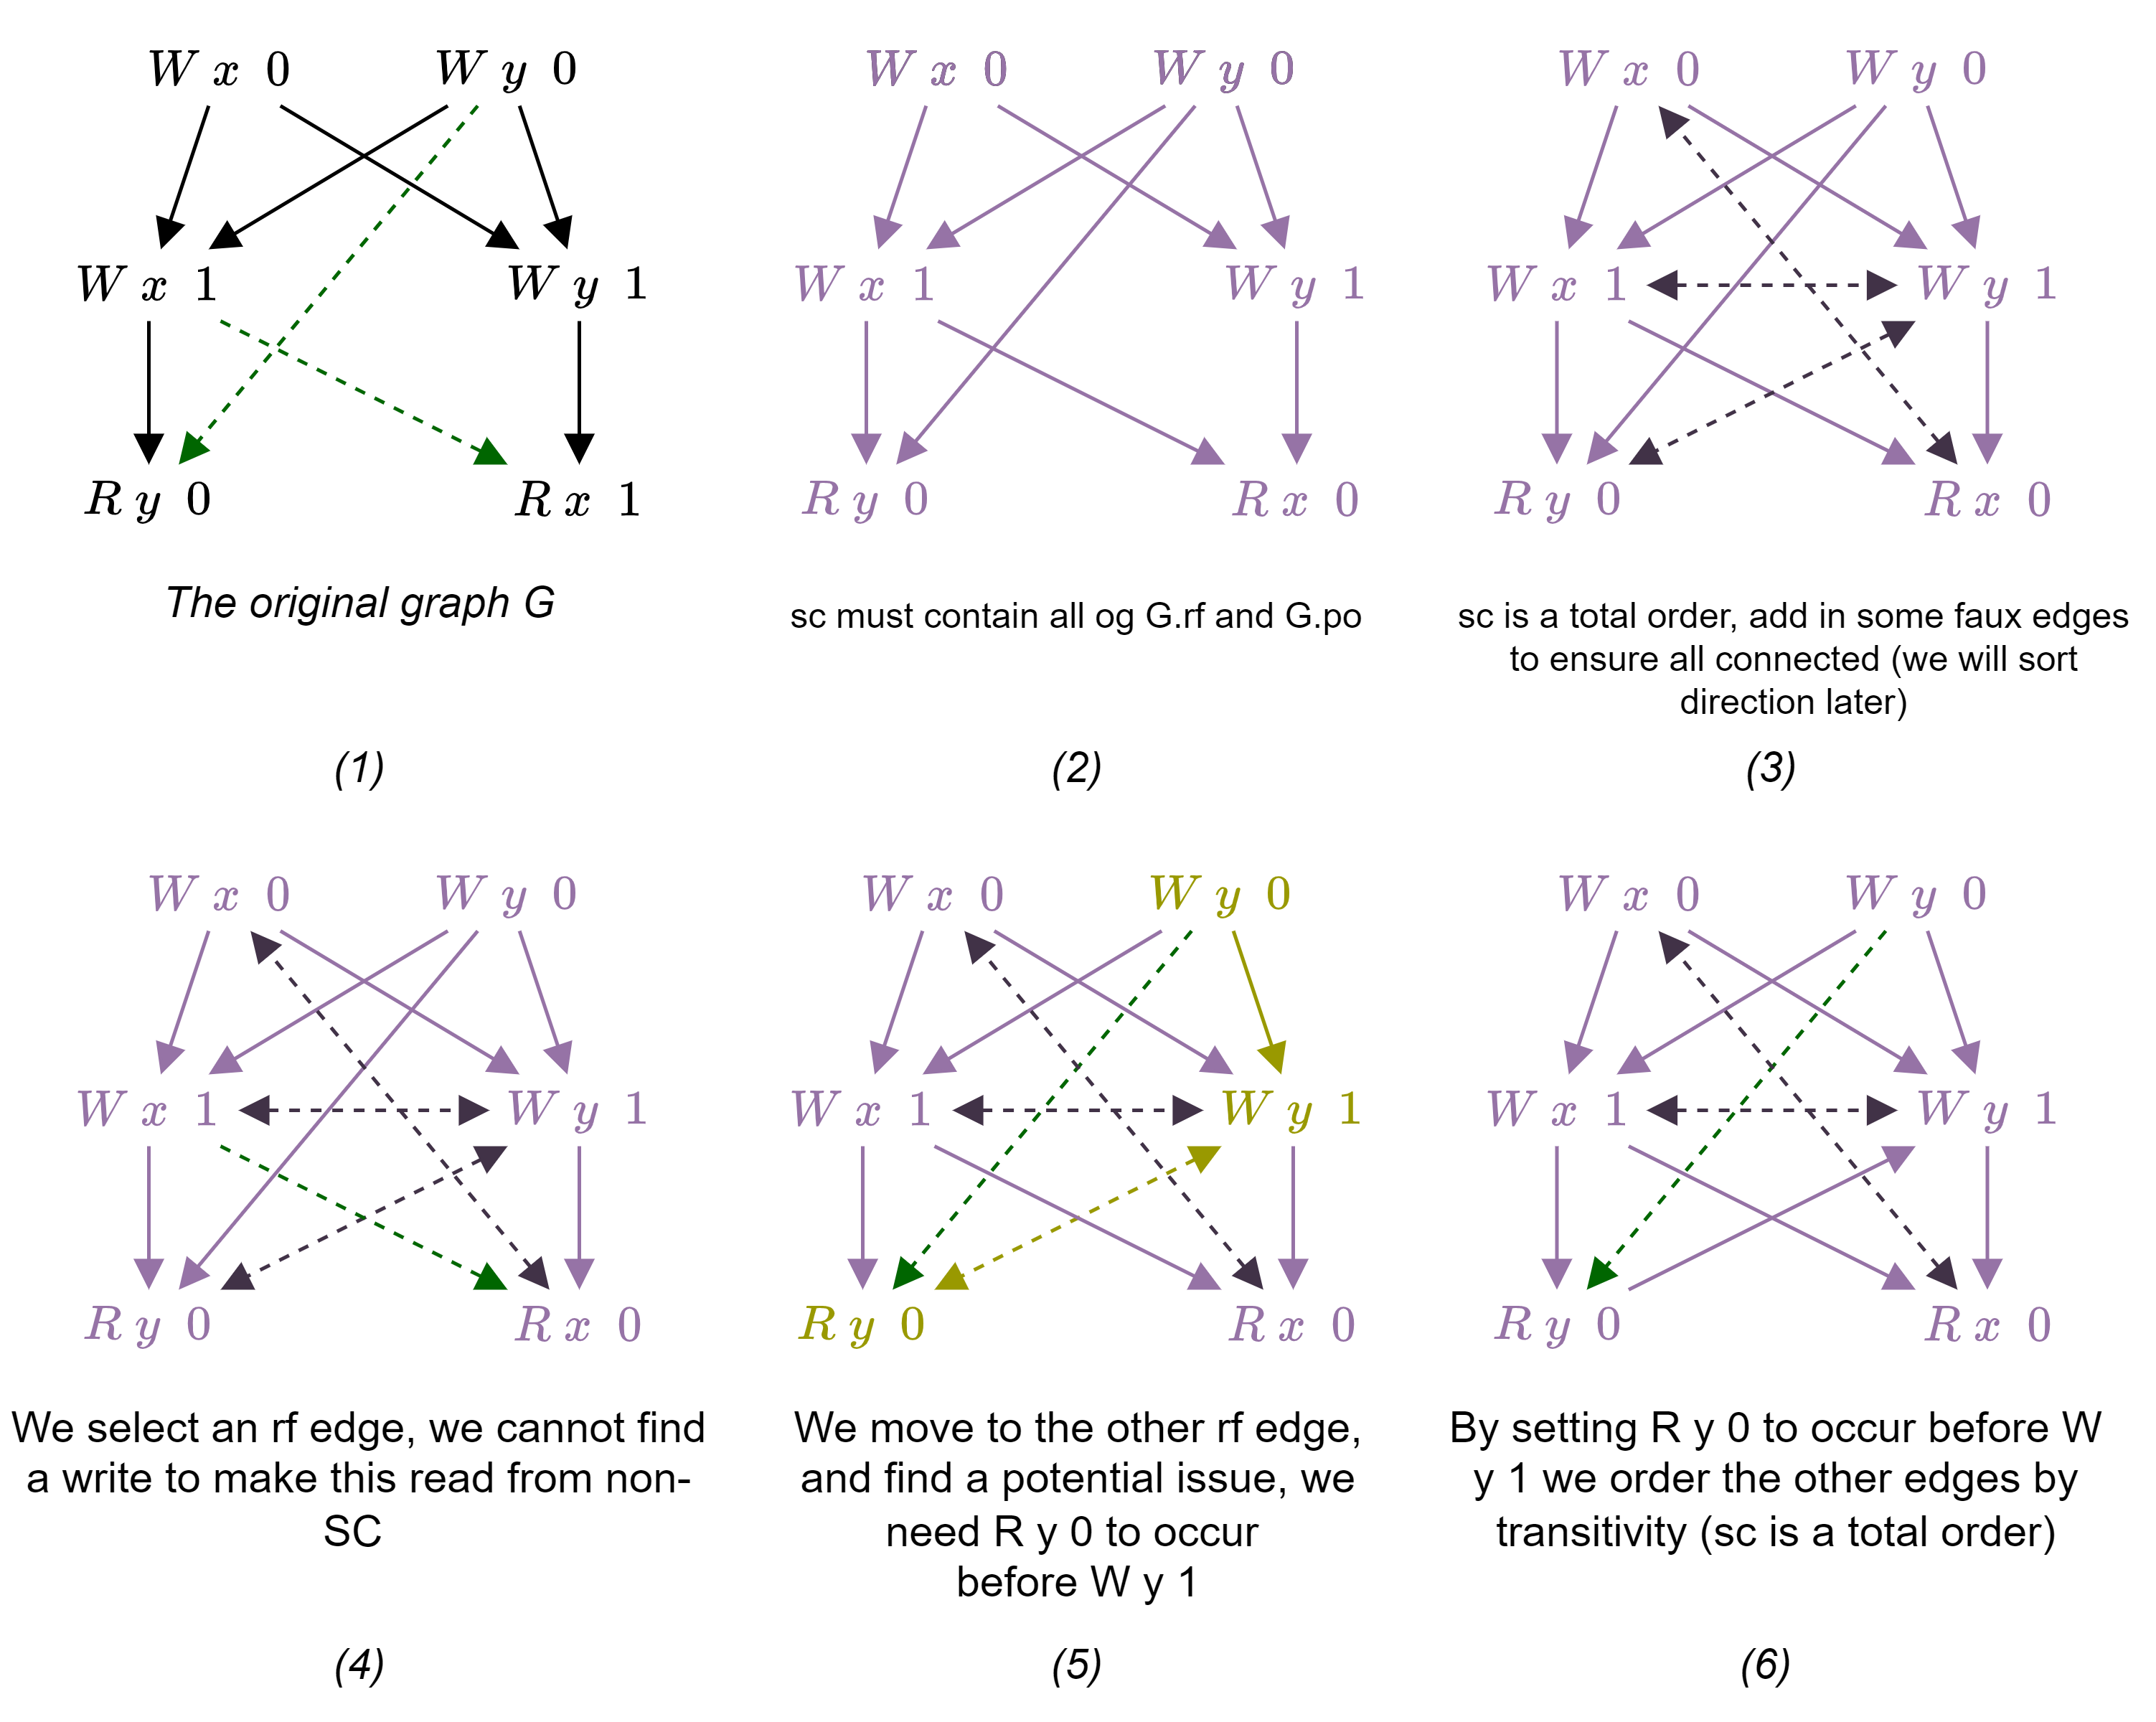 W x 0 W y 0
W x 1 W y 1
R y 0 R x 1
The original graph G
(1)
W x 0 W y 0
W x 1 W y 1
R y 0 R x 0
sc must contain all og G.rf and G.po
(2)
W x 0 W y 0
W x 1 W y 1
R y 0 R x 0
sc is a total order, add in some faux edges
to ensure all connected (we will sort
direction later)
(3)
W x 0 W y 0
W x 1 W y 1
R y 0 R x 0
We select an rf edge, we cannot find
a write to make this read from non-
SC
(4)
W x 0 W y 0
W x 1 W y 1
R y 0 R x 0
We move to the other rf edge,
and find a potential issue, we
need R y 0 to occur
before W y 1
(5)
W x 0 W y 0
W x 1 W y 1
R y 0 R x 0
By setting R y 0 to occur before W
y 1 we order the other edges by
transitivity (sc is a total order)
(6)